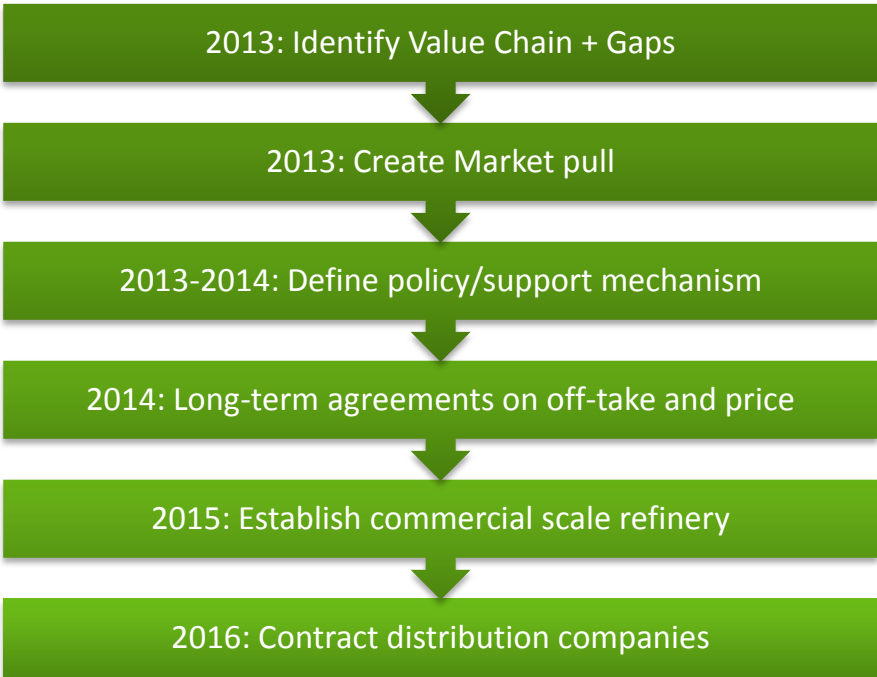 2013: Identify Value Chain + Gaps
2013: Create Market pull
2013-2014: Define policy/support mechanism
2014: Long-term agreements on off-take and price
2015: Establish commercial scale refinery
2016: Contract distribution companies